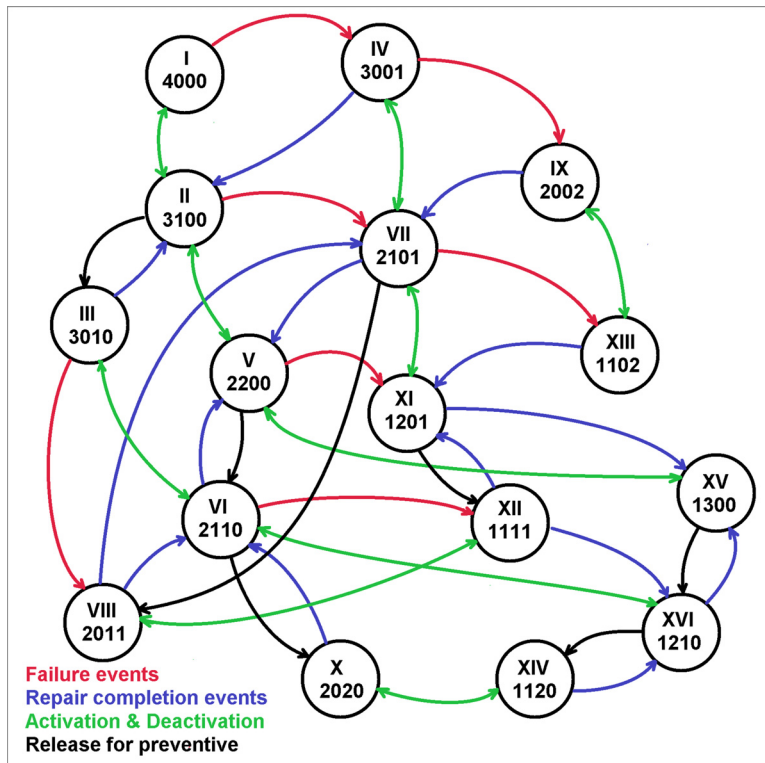 I
4000
IV
3001
IX
2002
II
3100
VII
2101
III
3010
XIII
1102
V
2200
XI
1201
XV
1300
VI
2110
XII
1111
VIII
2011
XVI
1210
X
2020
XIV
1120
Failure events
Repair completion events
Activation & Deactivation
Release for preventive